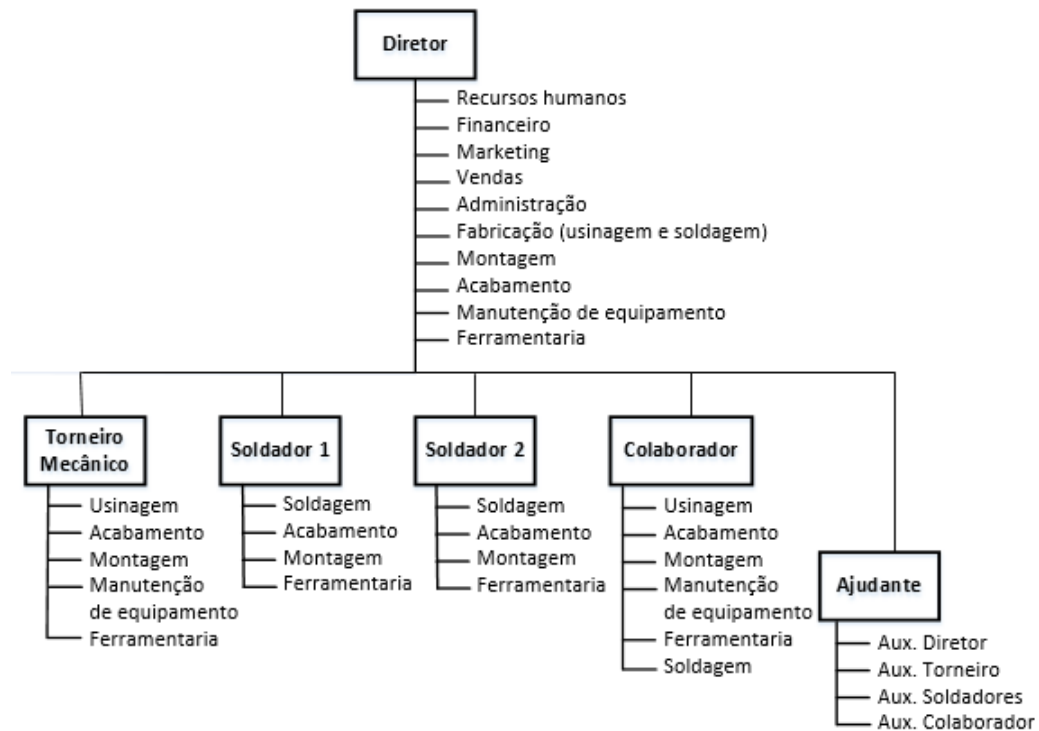 Diretor
Recursos humanos
Financeiro
Marketing
Vendas
Administração
Fabricação (usinagem e soldagem)
Montagem
Acabamento
Manutenção de equipamento
Ferramentaria
Torneiro
Mecânico
Usinagem
Acabamento
Montagem
Manutenção
de equipamento
Ferramentaria
Soldador 1
Soldagem
Acabamento
Montagem
Ferramentaria
Soldador 2
Soldagem
Acabamento
Montagem
Ferramentaria
Colaborador
Usinagem
Acabamento
Montagem
Manutenção
de equipamento
Ferramentaria
Soldagem
Ajudante
Aux. Diretor
Aux. Torneiro
Aux. Soldadores
Aux. Colaborador